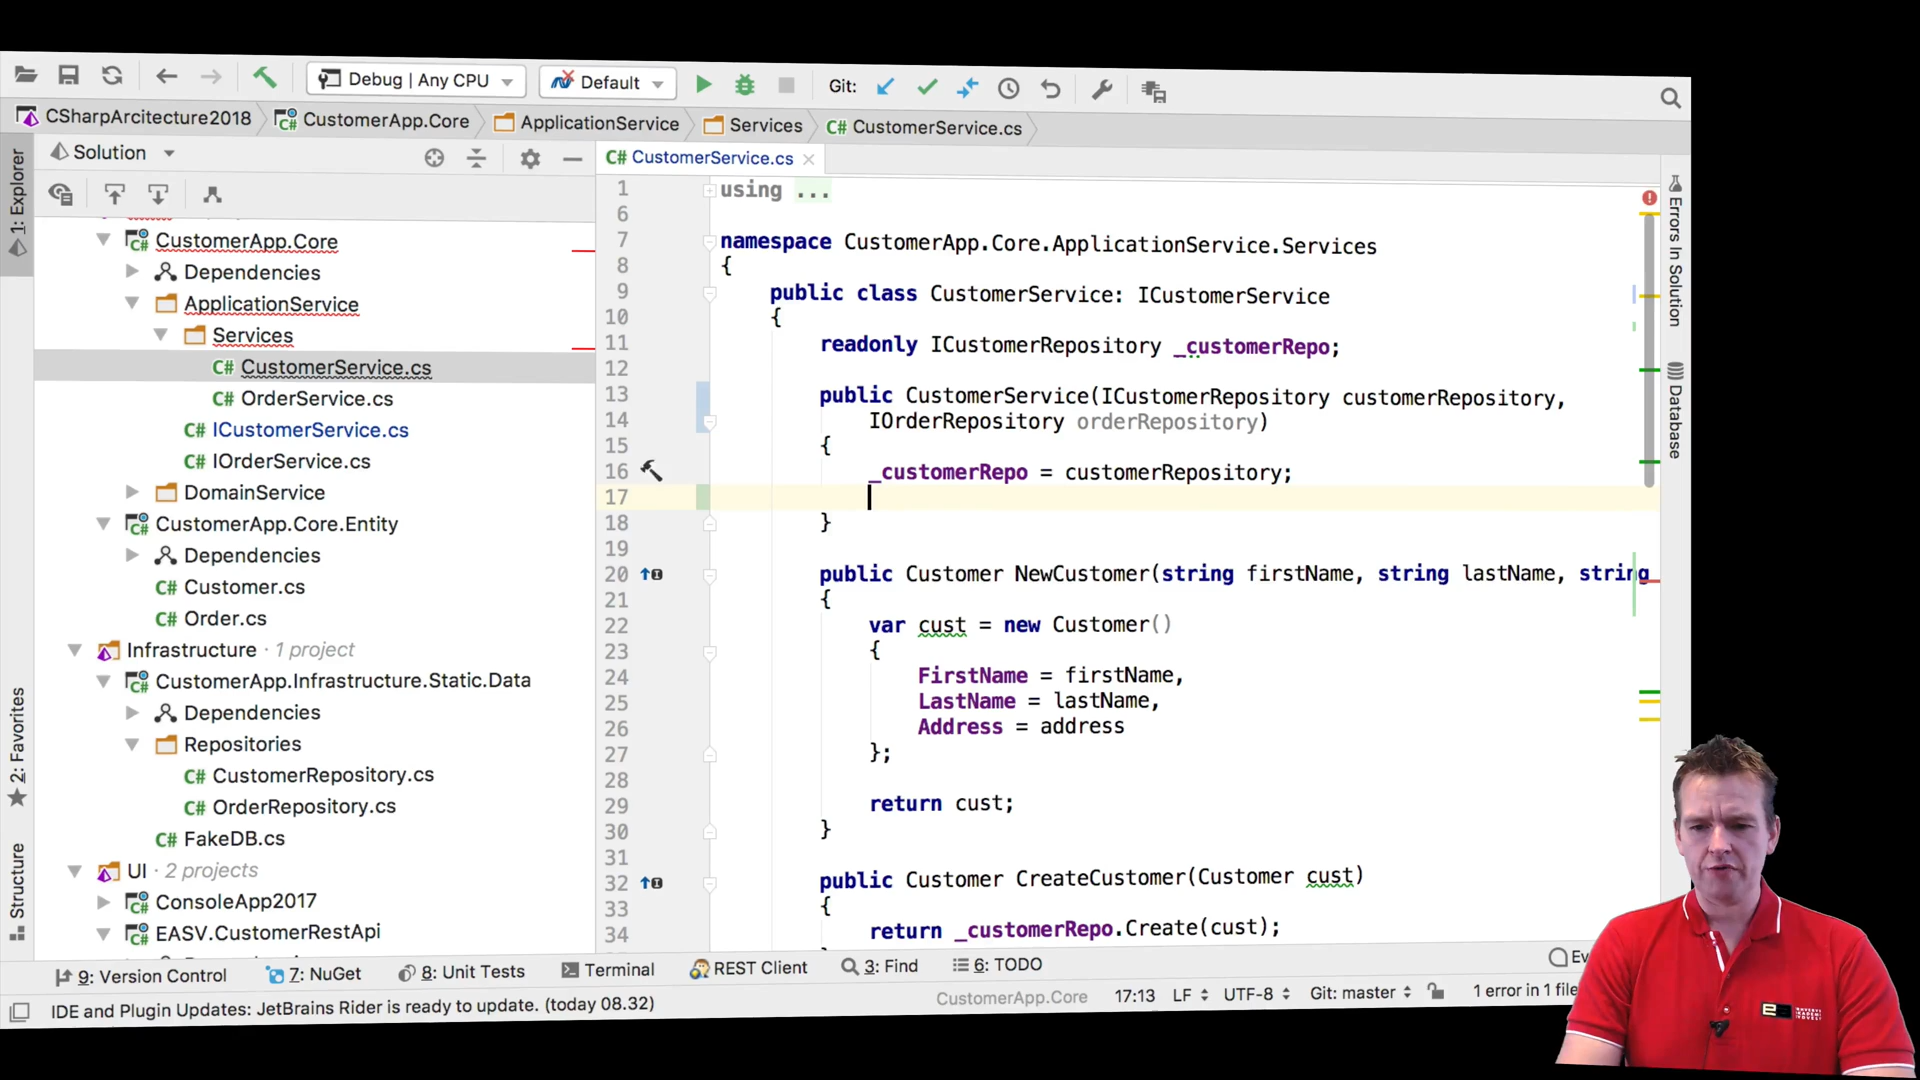 Debug | Any CPU
Default
Git:
CSharpArcitecture2018
CustomerApp.Core
ApplicationService
Services
C# CustomerService.cs
1: Explorer
Solution
CustomerApp.Core
Dependencies
ApplicationService
Services
C# CustomerService.cs
C# OrderService.cs
C# ICustomerService.cs
C# IOrderService.cs
DomainService
CustomerApp.Core.Entity
Dependencies
C# Customer.cs
C# Order.cs
Infrastructure · 1 project
CustomerApp.Infrastructure.Static.Data
Dependencies
Repositories
C# CustomerRepository.cs
C# OrderRepository.cs
C# FakeDB.cs
UI · 2 projects
ConsoleApp2017
EASV.CustomerRestApi
2: Favorites
Structure
C# CustomerService.cs
1 using ...
6
7 namespace CustomerApp.Core.ApplicationService.Services
8 {
9 public class CustomerService: ICustomerService
10 {
11 readonly ICustomerRepository _customerRepo;
12
13 public CustomerService(ICustomerRepository customerRepository,
14 IOrderRepository orderRepository)
15 {
16 _customerRepo = customerRepository;
17
18 }
19
20 public Customer NewCustomer(string firstName, string lastName, string
21 {
22 var cust = new Customer()
23 {
24 FirstName = firstName,
25 LastName = lastName,
26 Address = address
27 };
28
29 return cust;
30 }
31
32 public Customer CreateCustomer(Customer cust)
33 {
34 return _customerRepo.Create(cust);
Errors In Solution
Database
9: Version Control
7: NuGet
8: Unit Tests
Terminal
REST Client
3: Find
6: TODO
Ev
IDE and Plugin Updates: JetBrains Rider is ready to update. (today 08.32)
CustomerApp.Core
17:13
LF
UTF-8
Git: master
1 error in 1 file